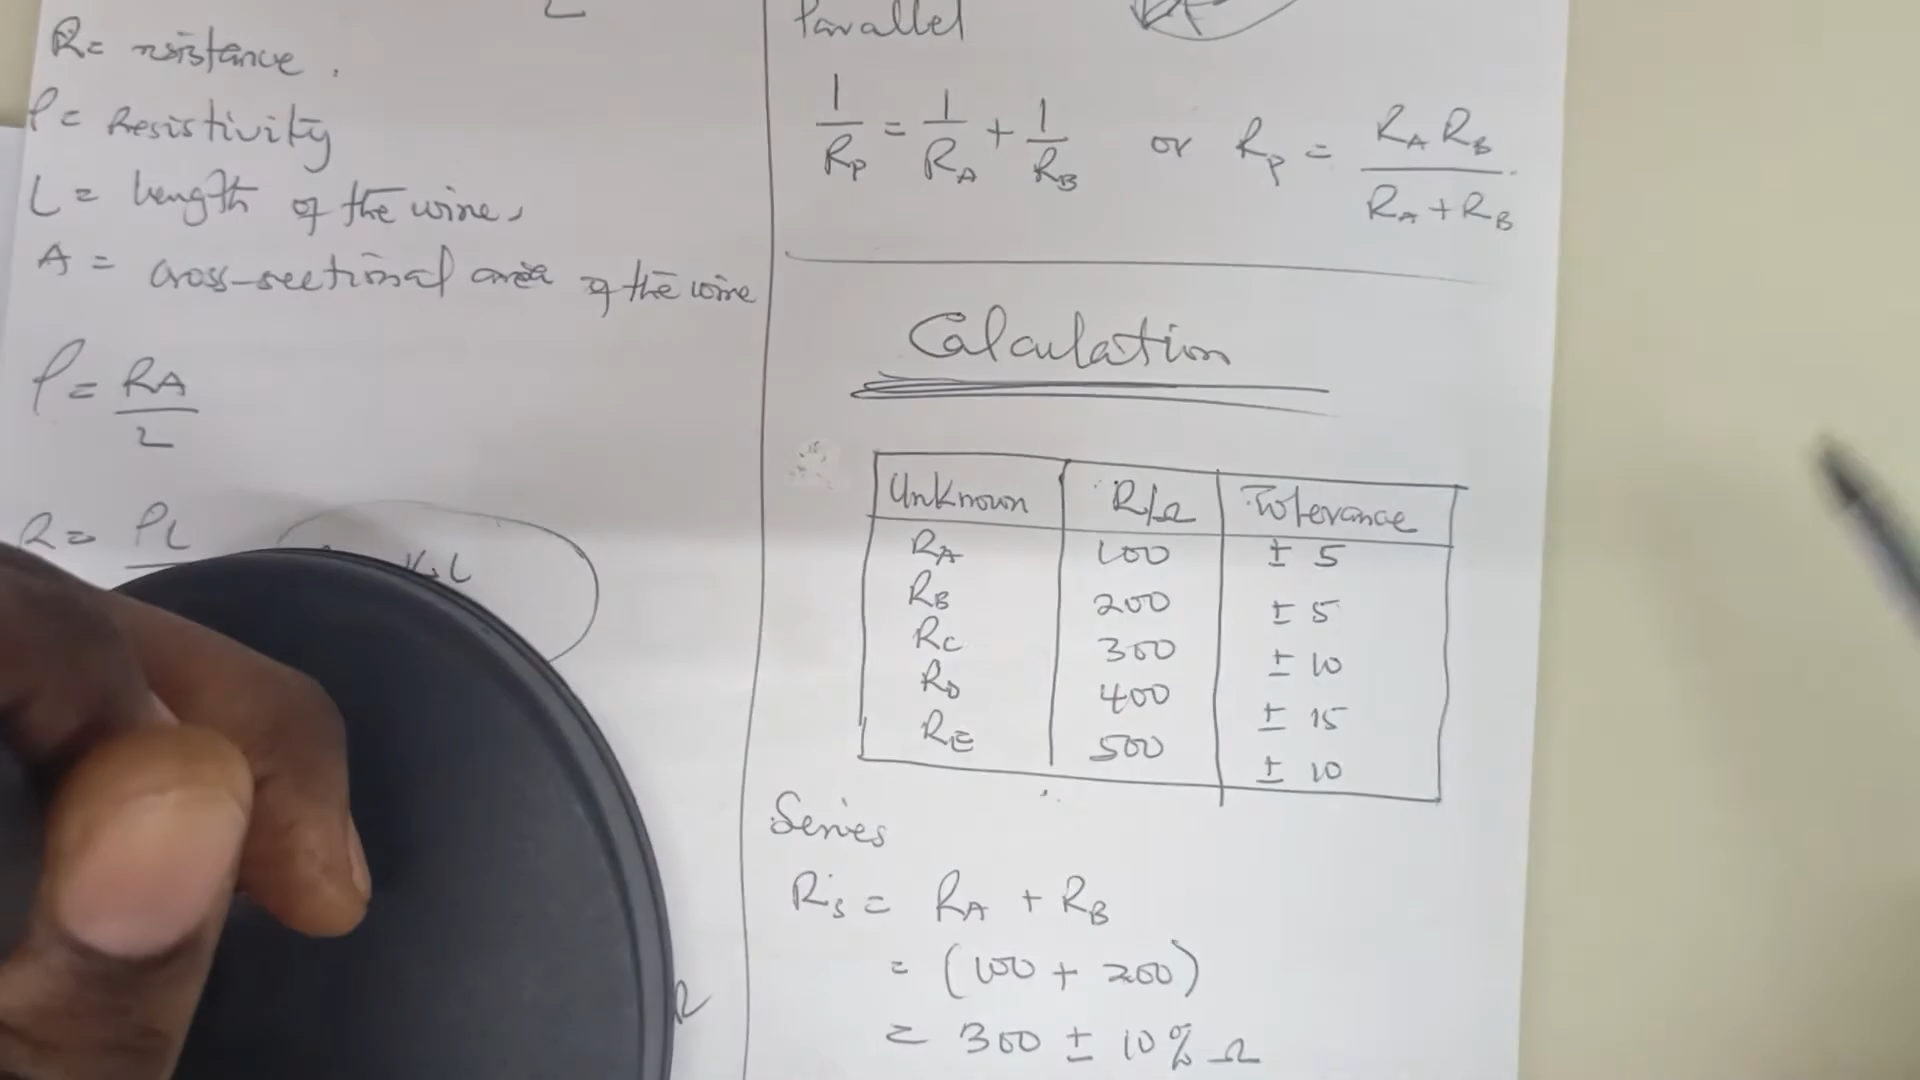 R = resistance.
ρ = Resistivity
L = length of the wire,
A = cross-sectional area of the wire
ρ = RA
L
R = ρL
Parallel
1/RP = 1/RA + 1/RB or RP = RA RB / RA + RB
Calculation
Unknown R/Ω Tolerance
RA 100 ± 5
RB 200 ± 5
RC 300 ± 10
RD 400 ± 15
RE 500 ± 10
Series
Rs = RA + RB
= (100 + 200)
= 300 ± 10% Ω